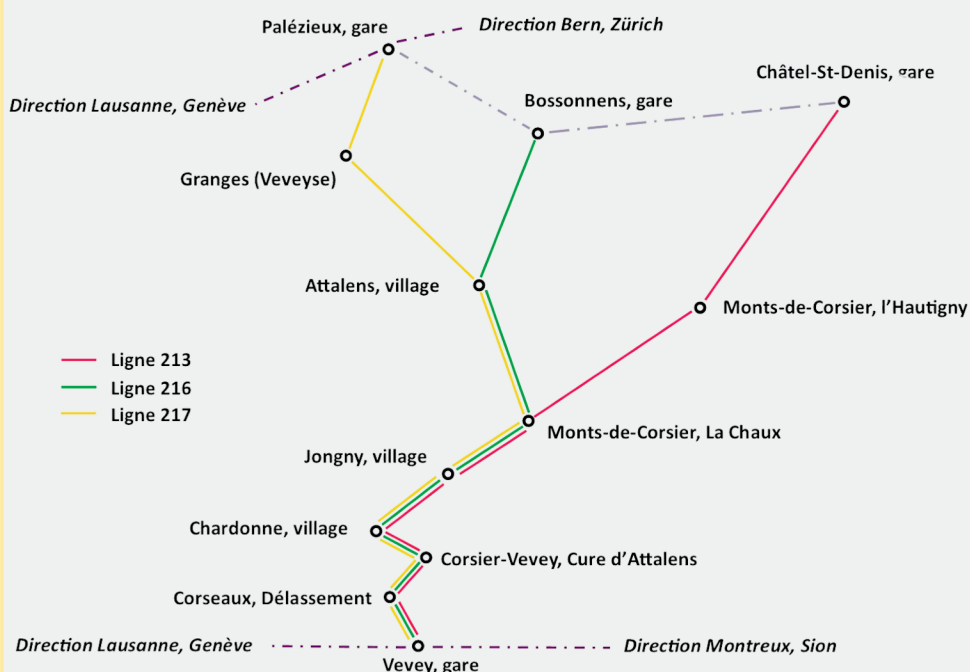 Palézieux, gare
Direction Bern, Zürich
Direction Lausanne, Genève
Châtel-St-Denis, gare
Bossonnens, gare
Granges (Veveyse)
Attalens, village
Monts-de-Corsier, l'Hautigny
Ligne 213
Ligne 216
Ligne 217
Monts-de-Corsier, La Chaux
Jongny, village
Chardonne, village
Corsier-Vevey, Cure d'Attalens
Corseaux, Délassement
Direction Lausanne, Genève
Direction Montreux, Sion
Vevey, gare